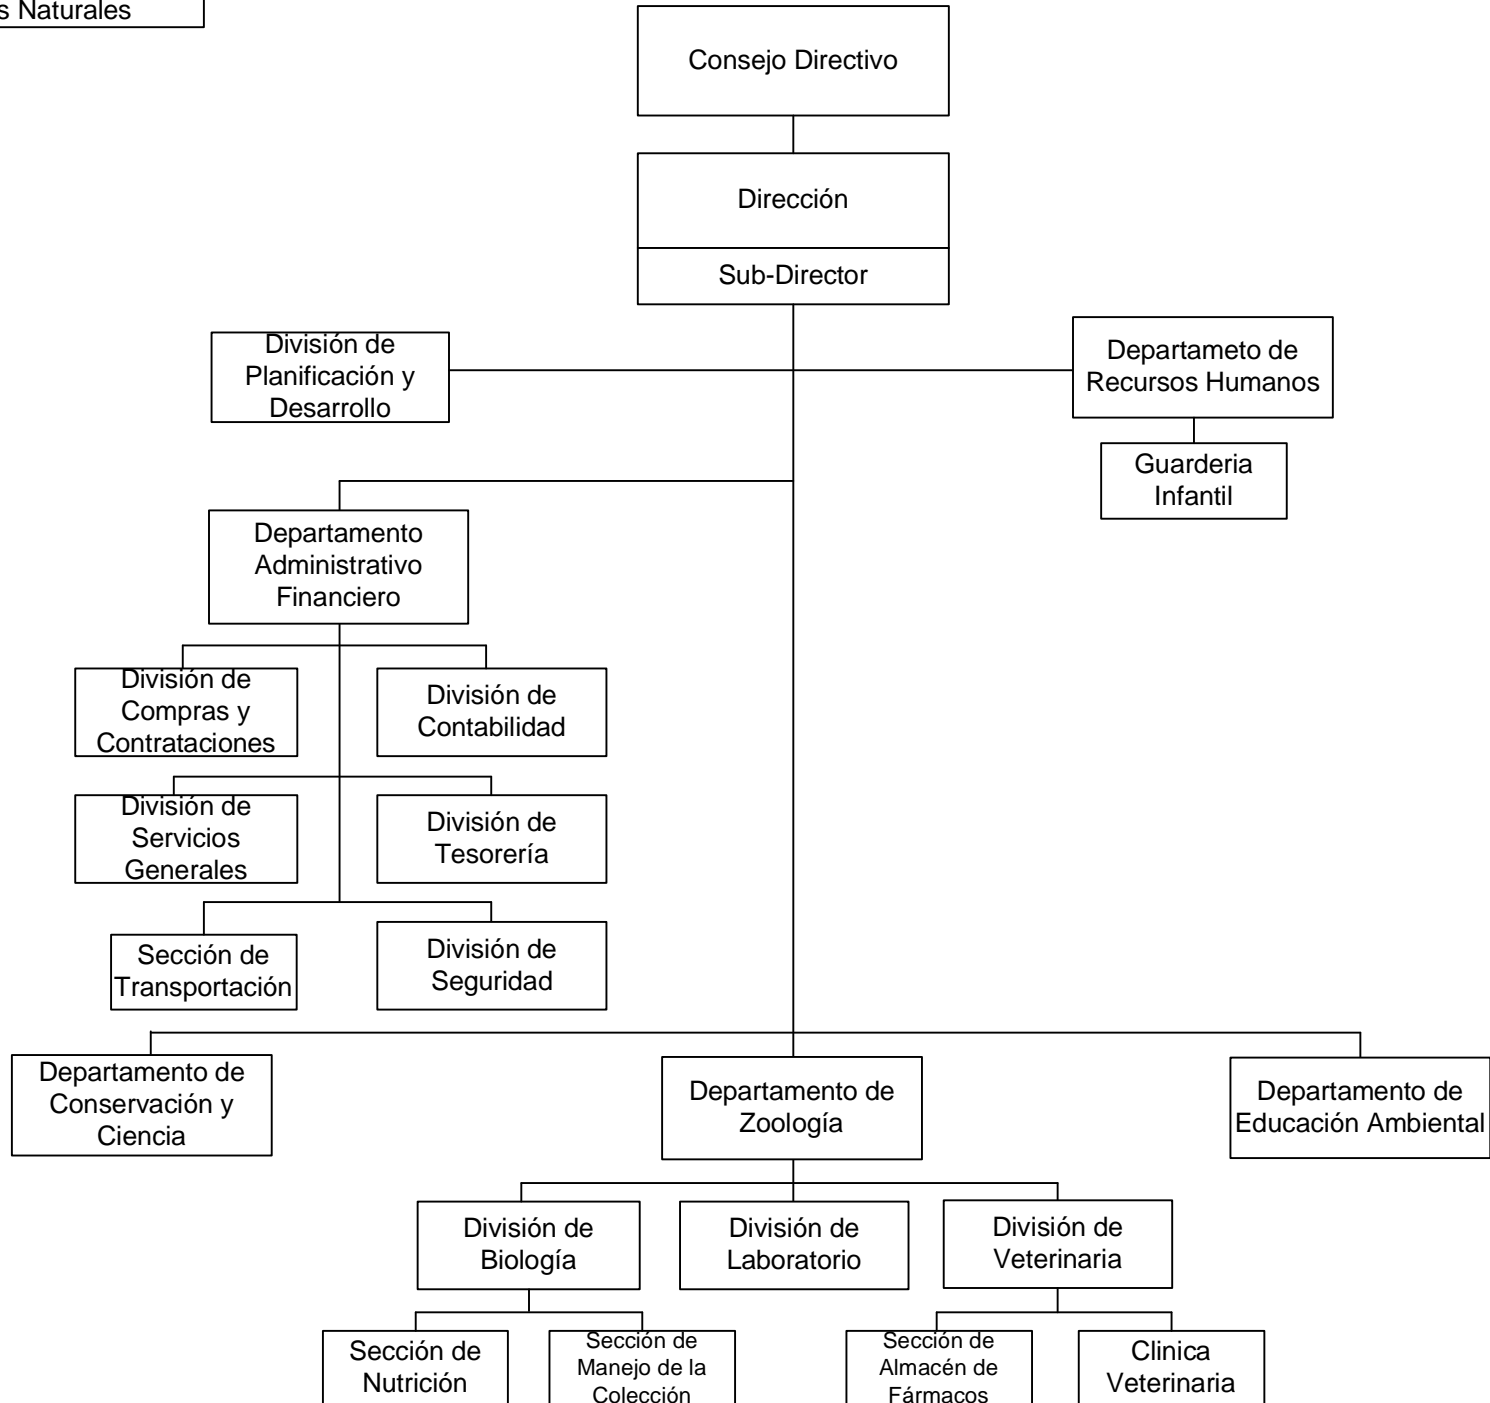 s Naturales
Consejo Directivo
Dirección
Sub-Director
División de
Planificación y
Desarrollo
Departameto de
Recursos Humanos
Guarderia
Infantil
Departamento
Administrativo
Financiero
División de
Compras y
Contrataciones
División de
Contabilidad
División de
Servicios
Generales
División de
Tesorería
Sección de
Transportación
División de
Seguridad
Departamento de
Conservación y
Ciencia
Departamento de
Zoología
Departamento de
Educación Ambiental
División de
Biología
División de
Laboratorio
División de
Veterinaria
Sección de
Nutrición
Sección de
Manejo de la
Colección
Sección de
Almacén de
Fármacos
Clinica
Veterinaria